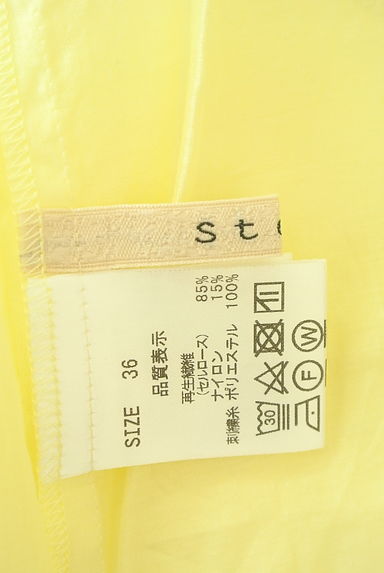 St
SIZE 36
品質表示
再生繊維
(セルロース) 85%
ナイロン 15%
刺繍糸 ポリエステル 100%
30
F
W